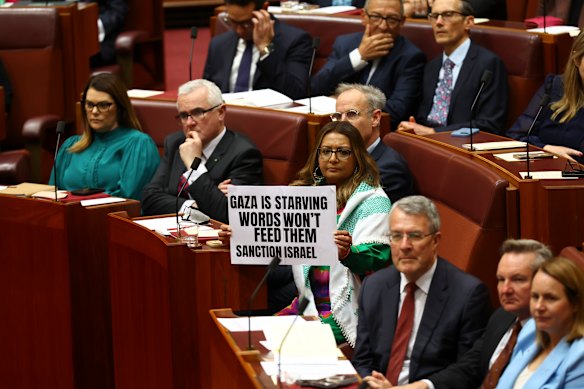 GAZA IS STARVING
WORDS WON'T
FEED THEM
SANCTION ISRAEL